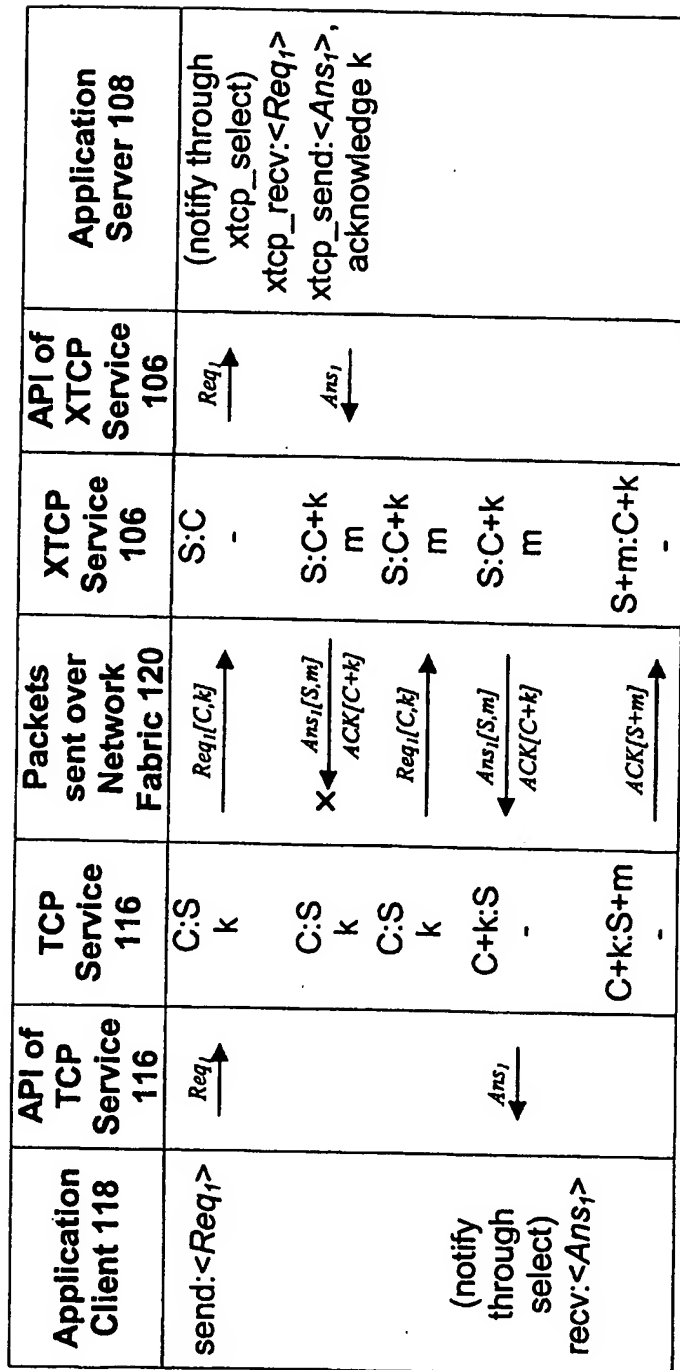 Application
Client 118
API of
TCP
Service
116
TCP
Service
116
Packets
sent over
Network
Fabric 120
XTCP
Service
106
API of
XTCP
Service
106
Application
Server 108
send:<Req₁>
Req₁
C:S
k
Req₁[C,k]
S:C
-
Req₁
(notify through
xtcp_select)
xtcp_recv:<Req₁>
xtcp_send:<Ans₁>,
acknowledge k
C:S
k
x
Ans₁[S,m]
ACK[C+k]
S:C+k
m
Ans₁
C:S
k
Req₁[C,k]
S:C+k
m
(notify
through
select)
recv:<Ans₁>
Ans₁
C+k:S
-
Ans₁[S,m]
ACK[C+k]
S:C+k
m
C+k:S+m
-
ACK[S+m]
S+m:C+k
-